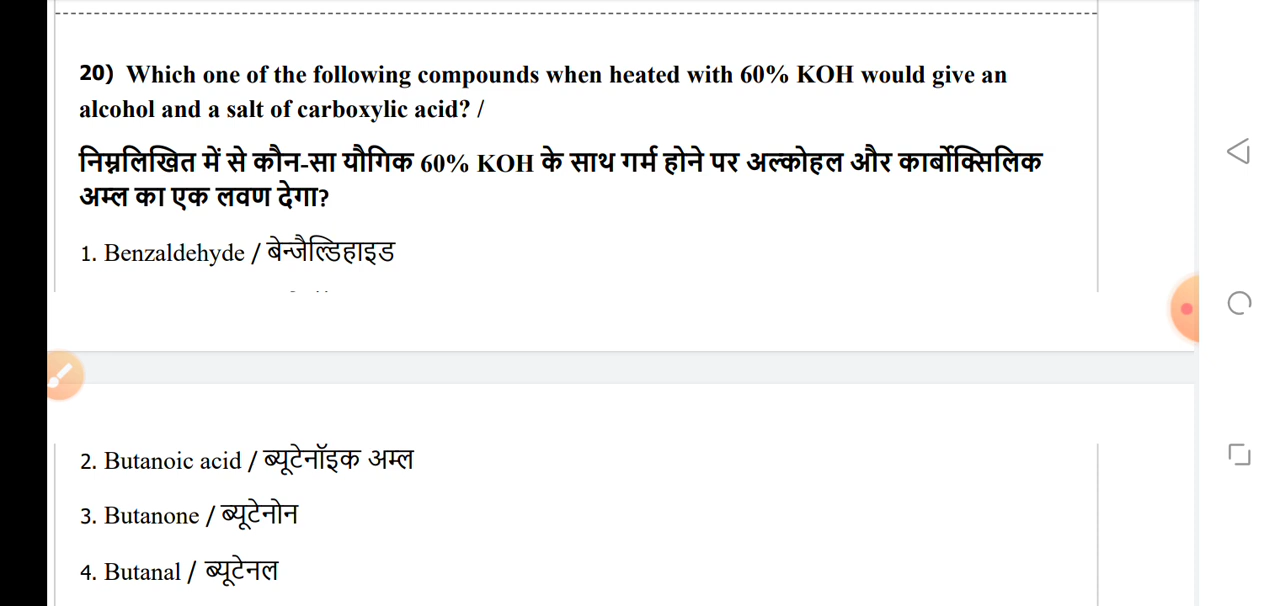 20) Which one of the following compounds when heated with 60% KOH would give an
alcohol and a salt of carboxylic acid? /
निम्नलिखित में से कौन-सा यौगिक 60% KOH के साथ गर्म होने पर अल्कोहल और कार्बोक्सिलिक
अम्ल का एक लवण देगा?
1. Benzaldehyde / बेन्जैल्डिहाइड
2. Butanoic acid / ब्यूटेनॉइक अम्ल
3. Butanone / ब्यूटेनोन
4. Butanal / ब्यूटेनल